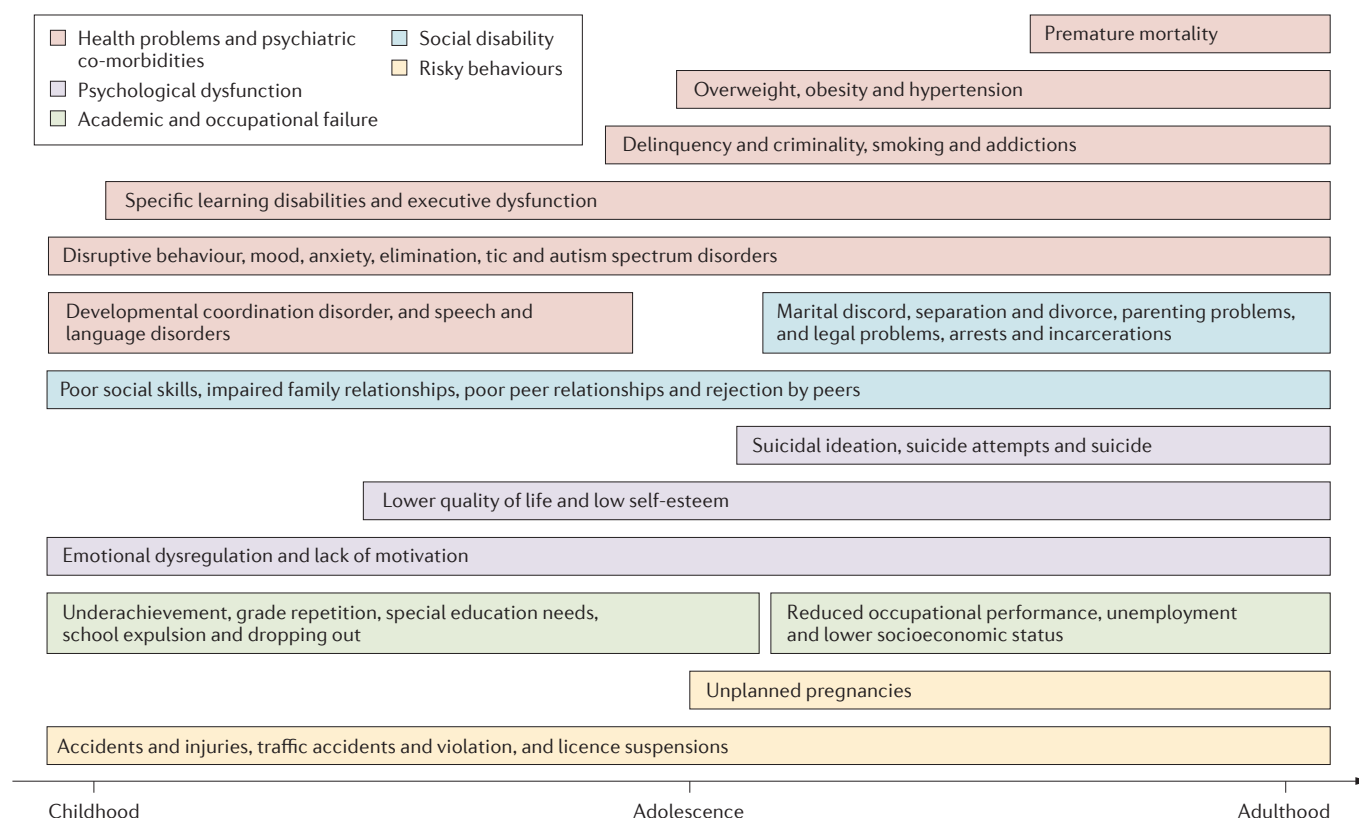 Health problems and psychiatric
co-morbidities
Psychological dysfunction
Academic and occupational failure
Social disability
Risky behaviours
Premature mortality
Overweight, obesity and hypertension
Delinquency and criminality, smoking and addictions
Specific learning disabilities and executive dysfunction
Disruptive behaviour, mood, anxiety, elimination, tic and autism spectrum disorders
Developmental coordination disorder, and speech and
language disorders
Marital discord, separation and divorce, parenting problems,
and legal problems, arrests and incarcerations
Poor social skills, impaired family relationships, poor peer relationships and rejection by peers
Suicidal ideation, suicide attempts and suicide
Lower quality of life and low self-esteem
Emotional dysregulation and lack of motivation
Underachievement, grade repetition, special education needs,
school expulsion and dropping out
Reduced occupational performance, unemployment
and lower socioeconomic status
Unplanned pregnancies
Accidents and injuries, traffic accidents and violation, and licence suspensions
Childhood
Adolescence
Adulthood